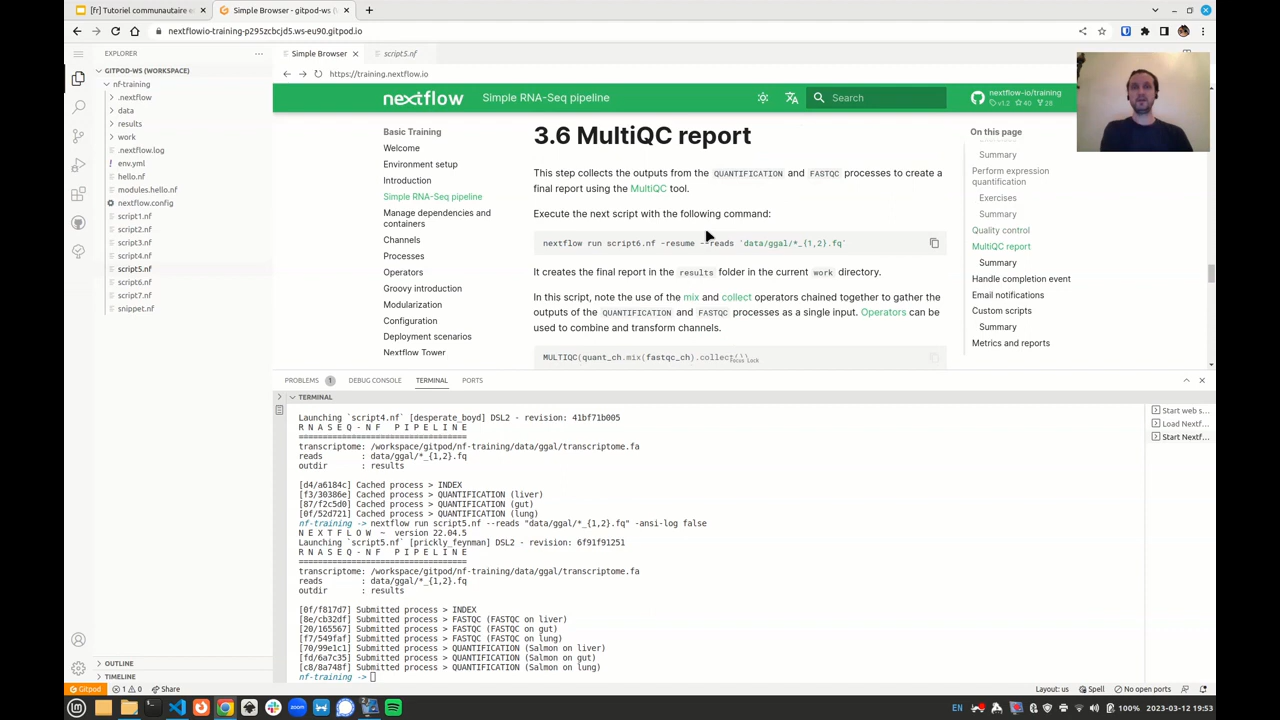 [fr] Tutoriel communautaire e
Simple Browser - gitpod-ws (
nextflowio-training-p295zcbcjd5.ws-eu90.gitpod.io
EXPLORER
Simple Browser
script5.nf
GITPOD-WS (WORKSPACE)
nf-training
.nextflow
data
results
work
.nextflow.log
env.yml
hello.nf
modules.hello.nf
nextflow.config
script1.nf
script2.nf
script3.nf
script4.nf
script5.nf
script6.nf
script7.nf
snippet.nf
OUTLINE
TIMELINE
https://training.nextflow.io
nextflow
Simple RNA-Seq pipeline
Search
nextflow-io/training
v1.2 40 28
Basic Training
Welcome
Environment setup
Introduction
Simple RNA-Seq pipeline
Manage dependencies and
containers
Channels
Processes
Operators
Groovy introduction
Modularization
Configuration
Deployment scenarios
Nextflow Tower
3.6 MultiQC report
This step collects the outputs from the QUANTIFICATION and FASTQC processes to create a
final report using the MultiQC tool.
Execute the next script with the following command:
nextflow run script6.nf -resume --reads 'data/ggal/*_{1,2}.fq'
It creates the final report in the results folder in the current work directory.
In this script, note the use of the mix and collect operators chained together to gather the
outputs of the QUANTIFICATION and FASTQC processes as a single input. Operators can be
used to combine and transform channels.
MULTIQC(quant_ch.mix(fastqc_ch).collect())
Focus Lock
On this page
Summary
Perform expression
quantification
Exercises
Summary
Quality control
MultiQC report
Summary
Handle completion event
Email notifications
Custom scripts
Summary
Metrics and reports
PROBLEMS 1 DEBUG CONSOLE TERMINAL PORTS
TERMINAL
Launching `script4.nf` [desperate_boyd] DSL2 - revision: 41bf71b005
R N A S E Q - N F   P I P E L I N E
===================================
transcriptome: /workspace/gitpod/nf-training/data/ggal/transcriptome.fa
reads : data/ggal/*_{1,2}.fq
outdir : results
[d4/a6184c] Cached process > INDEX
[f3/30386e] Cached process > QUANTIFICATION (liver)
[87/f2c5d0] Cached process > QUANTIFICATION (gut)
[0f/52d721] Cached process > QUANTIFICATION (lung)
nf-training -> nextflow run script5.nf --reads "data/ggal/*_{1,2}.fq" -ansi-log false
N E X T F L O W ~ version 22.04.5
Launching `script5.nf` [prickly_feynman] DSL2 - revision: 6f91f91251
R N A S E Q - N F   P I P E L I N E
===================================
transcriptome: /workspace/gitpod/nf-training/data/ggal/transcriptome.fa
reads : data/ggal/*_{1,2}.fq
outdir : results
[0f/f817d7] Submitted process > INDEX
[8e/cb32df] Submitted process > FASTQC (FASTQC on liver)
[20/165567] Submitted process > FASTQC (FASTQC on gut)
[f7/549faf] Submitted process > FASTQC (FASTQC on lung)
[70/99e1c1] Submitted process > QUANTIFICATION (Salmon on liver)
[fd/6a7c35] Submitted process > QUANTIFICATION (Salmon on gut)
[c8/8a748f] Submitted process > QUANTIFICATION (Salmon on lung)
nf-training ->
Start web s...
Load Nextf...
Start Nextf...
Gitpod 1 0 Share
Layout: us Spell No open ports
zoom
EN 100% 2023-03-12 19:53